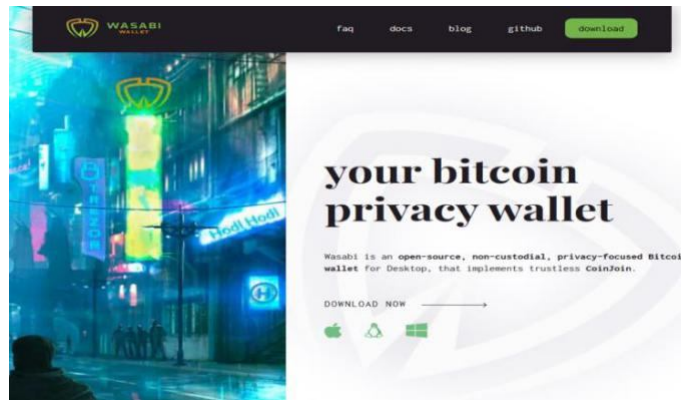 WASABI
WALLET
faq docs blog github download
TREZOR
Hodl Hodl
your bitcoin
privacy wallet
Wasabi is an open-source, non-custodial, privacy-focused Bitcoi
wallet for Desktop, that implements trustless CoinJoin.
DOWNLOAD NOW